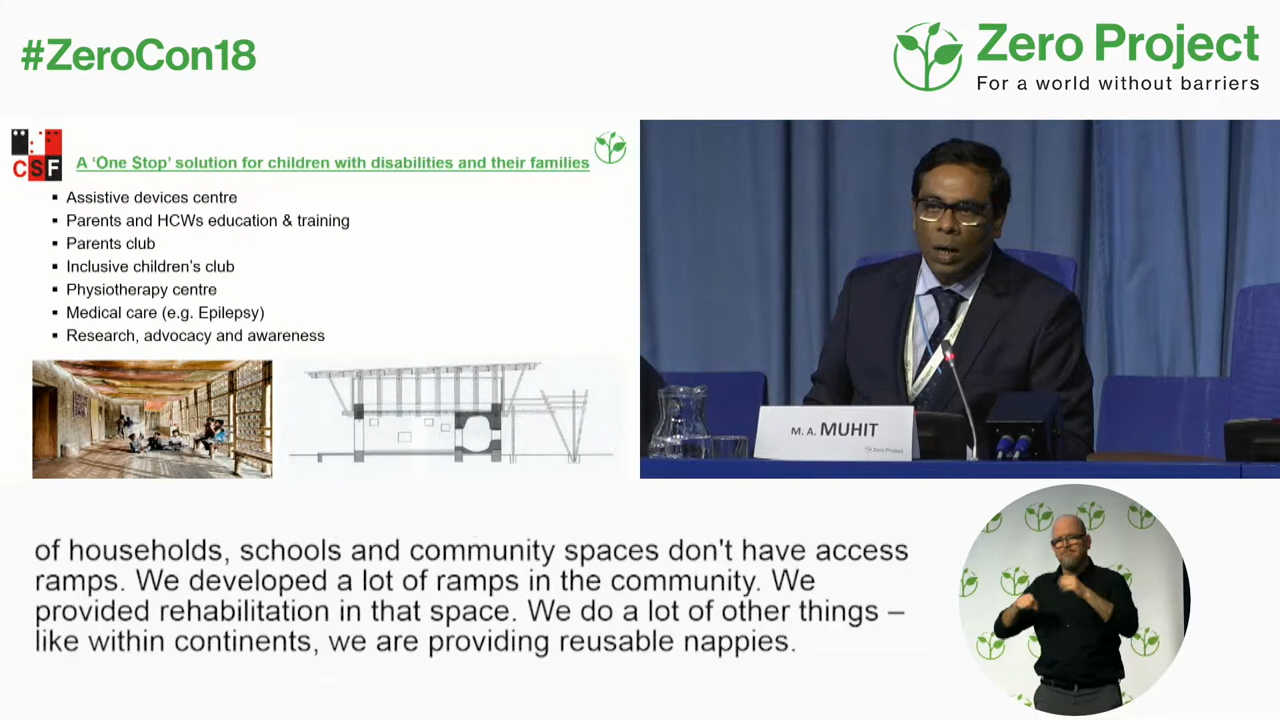 #ZeroCon18
Zero Project
For a world without barriers
CSF
A ‘One Stop’ solution for children with disabilities and their families
▪ Assistive devices centre
▪ Parents and HCWs education & training
▪ Parents club
▪ Inclusive children’s club
▪ Physiotherapy centre
▪ Medical care (e.g. Epilepsy)
▪ Research, advocacy and awareness
M. A. MUHIT
Zero Project
of households, schools and community spaces don't have access
ramps. We developed a lot of ramps in the community. We
provided rehabilitation in that space. We do a lot of other things –
like within continents, we are providing reusable nappies.